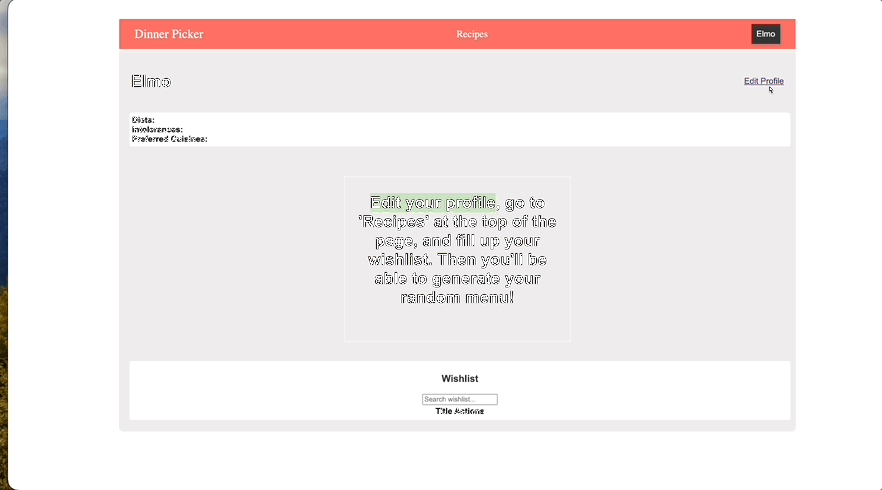 Dinner Picker
Recipes
Elmo
Elmo
Edit Profile
Diets:
Intolerances:
Preferred Cuisines:
Edit your profile, go to
'Recipes' at the top of the
page, and fill up your
wishlist. Then you'll be
able to generate your
random menu!
Wishlist
Search wishlist...
Title Actions